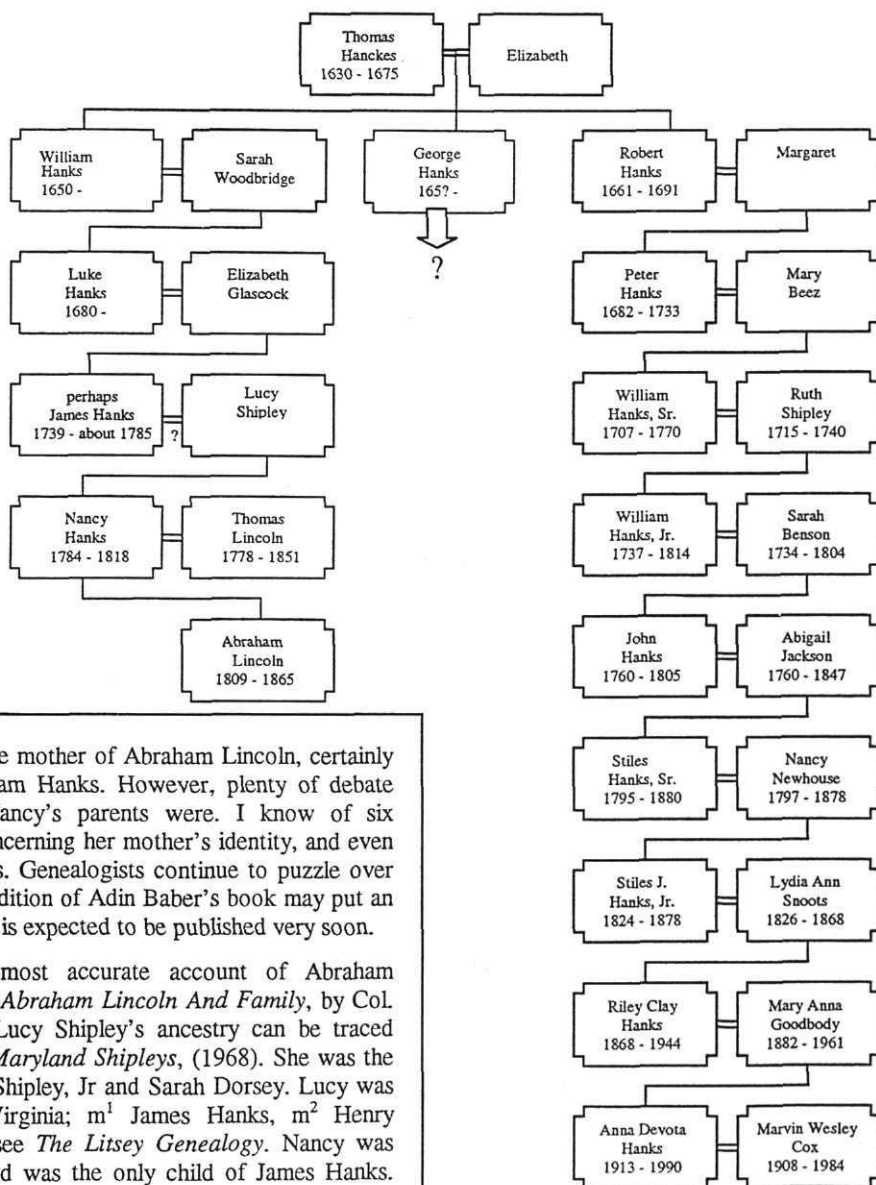 Thomas
Hanckes
1630 - 1675
Elizabeth
William
Hanks
1650 -
Sarah
Woodbridge
George
Hanks
165? -
Robert
Hanks
1661 - 1691
Margaret
?
Luke
Hanks
1680 -
Elizabeth
Glascock
Peter
Hanks
1682 - 1733
Mary
Beez
perhaps
James Hanks
1739 - about 1785
?
Lucy
Shipley
William
Hanks, Sr.
1707 - 1770
Ruth
Shipley
1715 - 1740
Nancy
Hanks
1784 - 1818
Thomas
Lincoln
1778 - 1851
William
Hanks, Jr.
1737 - 1814
Sarah
Benson
1734 - 1804
Abraham
Lincoln
1809 - 1865
John
Hanks
1760 - 1805
Abigail
Jackson
1760 - 1847
Stiles
Hanks, Sr.
1795 - 1880
Nancy
Newhouse
1797 - 1878
Stiles J.
Hanks, Jr.
1824 - 1878
Lydia Ann
Snoots
1826 - 1868
Riley Clay
Hanks
1868 - 1944
Mary Anna
Goodbody
1882 - 1961
Anna Devota
Hanks
1913 - 1990
Marvin Wesley
Cox
1908 - 1984
e mother of Abraham Lincoln, certainly
am Hanks. However, plenty of debate
ancy's parents were. I know of six
ncerning her mother's identity, and even
s. Genealogists continue to puzzle over
dition of Adin Baber's book may put an
is expected to be published very soon.
most accurate account of Abraham
Abraham Lincoln And Family, by Col.
Lucy Shipley's ancestry can be traced
Maryland Shipleys, (1968). She was the
Shipley, Jr and Sarah Dorsey. Lucy was
Virginia; m¹ James Hanks, m² Henry
see The Litsey Genealogy. Nancy was
d was the only child of James Hanks.